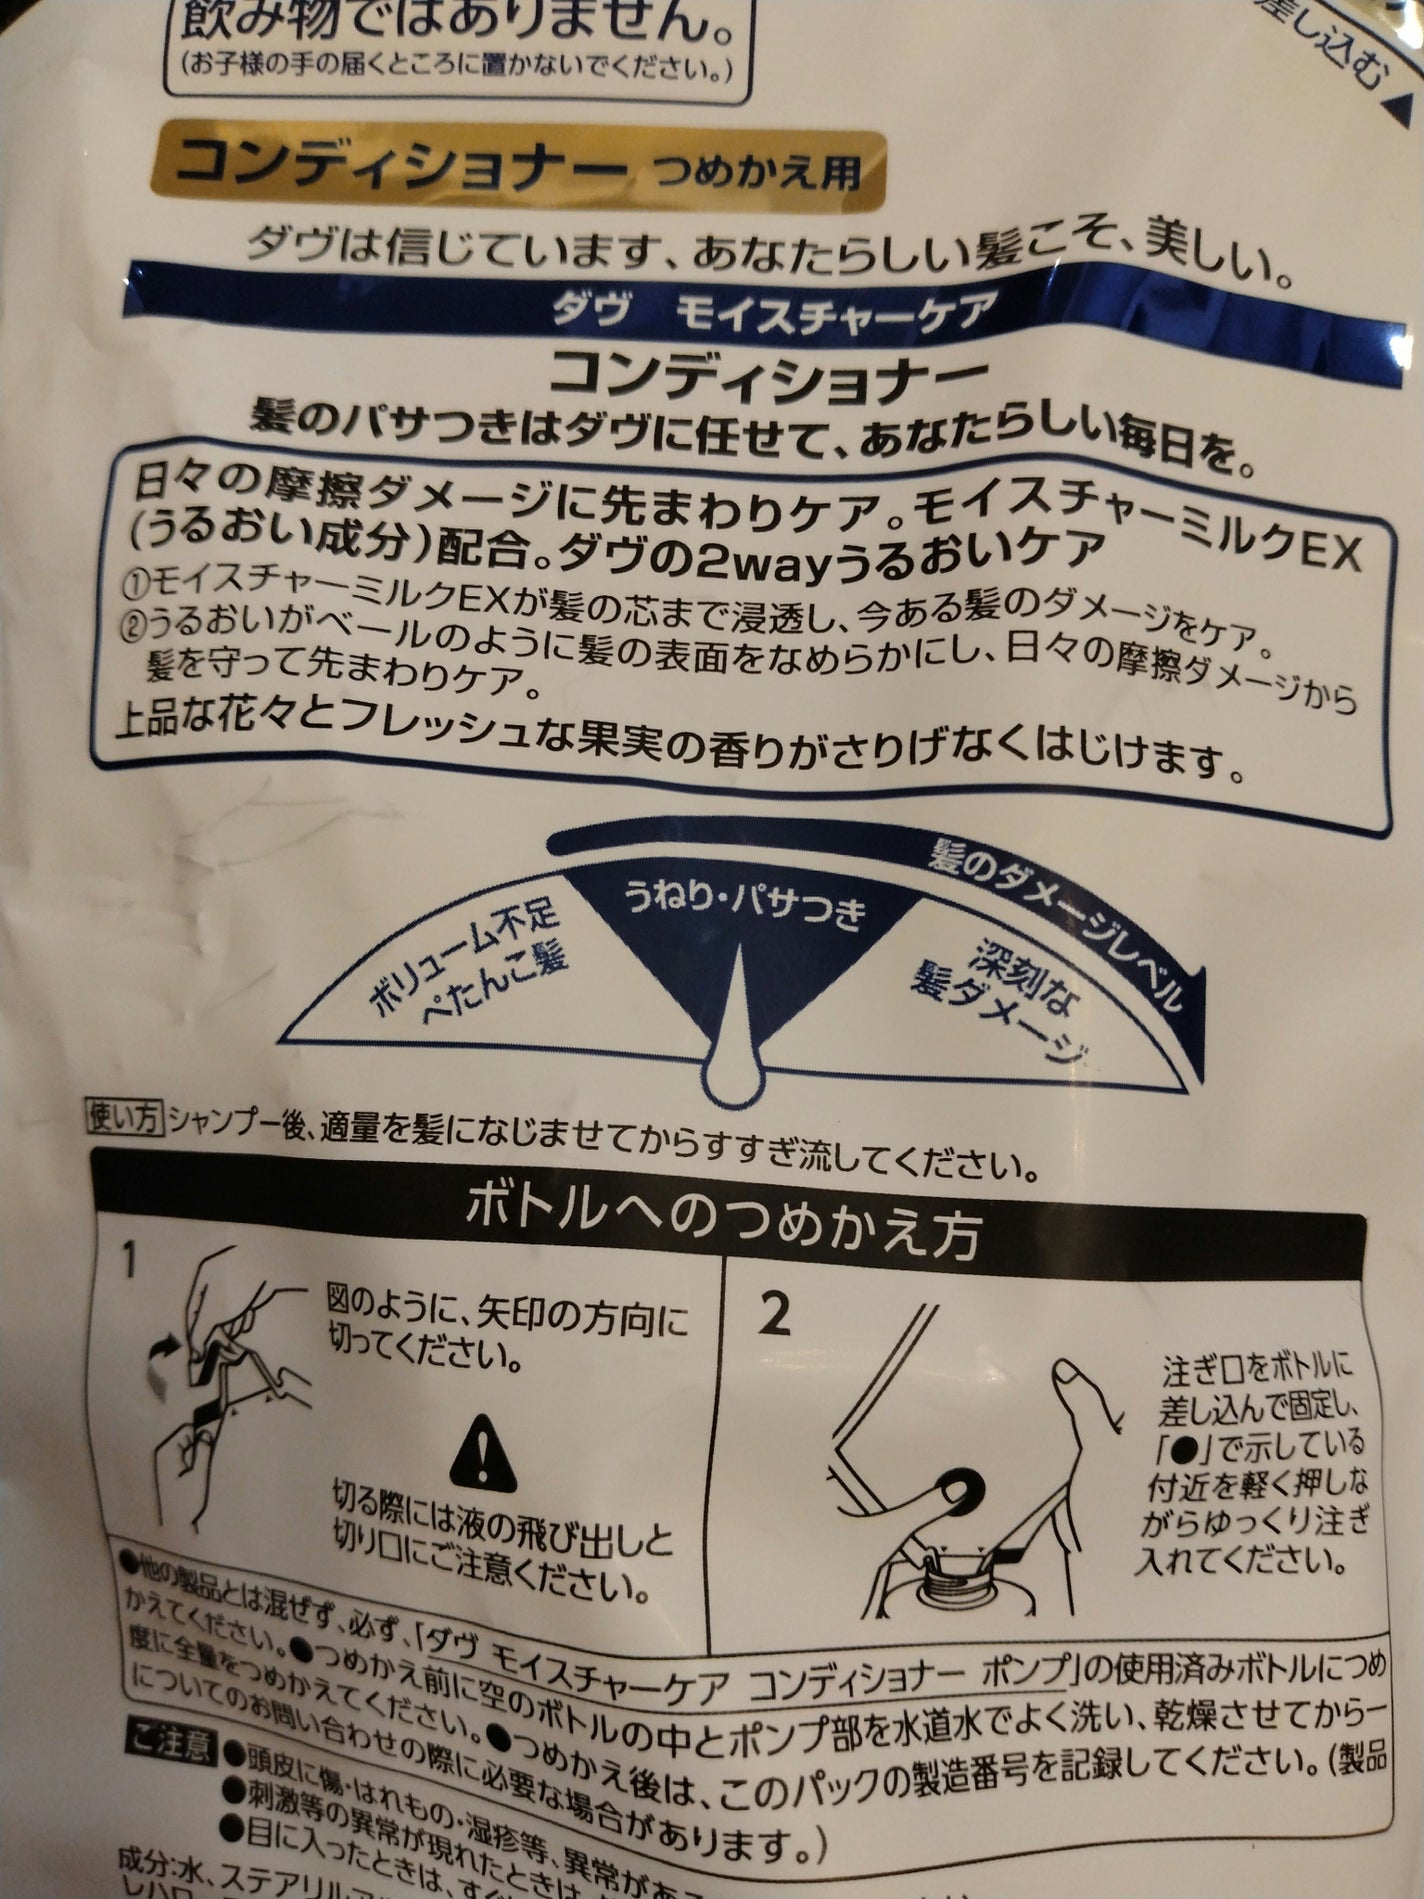 飲み物ではありません。
(お子様の手の届くところに置かないでください。)
差し込む▲
コンディショナー つめかえ用
ダヴは信じています、あなたらしい髪こそ、美しい。
ダヴ モイスチャーケア
コンディショナー
髪のパサつきはダヴに任せて、あなたらしい毎日を。
日々の摩擦ダメージに先まわりケア。モイスチャーミルクEX
(うるおい成分)配合。ダヴの2wayうるおいケア
①モイスチャーミルクEXが髪の芯まで浸透し、今ある髪のダメージをケア。
②うるおいがベールのように髪の表面をなめらかにし、日々の摩擦ダメージから
髪を守って先まわりケア。
上品な花々とフレッシュな果実の香りがさりげなくはじけます。
髪のダメージレベル
ボリューム不足
ぺたんこ髪
うねり・パサつき
深刻な
髪ダメージ
使い方 シャンプー後、適量を髪になじませてからすすぎ流してください。
ボトルへのつめかえ方
1
図のように、矢印の方向に
切ってください。
切る際には液の飛び出しと
切り口にご注意ください。
2
注ぎ口をボトルに
差し込んで固定し、
「●」で示している
付近を軽く押しな
がらゆっくり注ぎ
入れてください。
●他の製品とは混ぜず、必ず、「ダヴ モイスチャーケア コンディショナー ポンプ」の使用済みボトルにつめ
かえてください。●つめかえ前に空のボトルの中とポンプ部を水道水でよく洗い、乾燥させてから一
度に全量をつめかえてください。●つめかえ後は、このパックの製造番号を記録してください。(製品
についてのお問い合わせの際に必要な場合があります。)
ご注意 ●頭皮に傷・はれもの・湿疹等、異常がある
●刺激等の異常が現れたときは
●目に入ったときは、すぐ
成分:水、ステアリルア